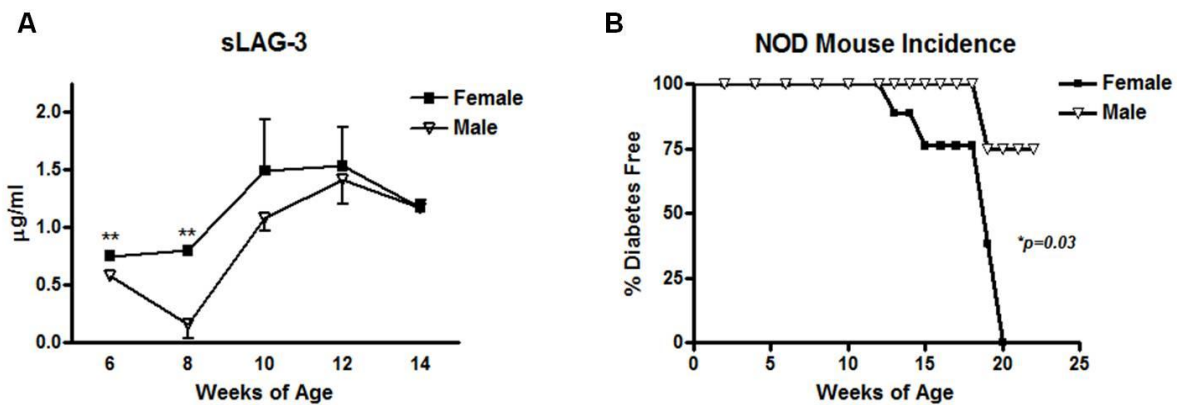 A
sLAG-3
Female
Male
2.0
1.5
1.0
0.5
0.0
µg/ml
**
**
6 8 10 12 14
Weeks of Age
B
NOD Mouse Incidence
Female
Male
100
75
50
25
0
% Diabetes Free
*p=0.03
0 5 10 15 20 25
Weeks of Age